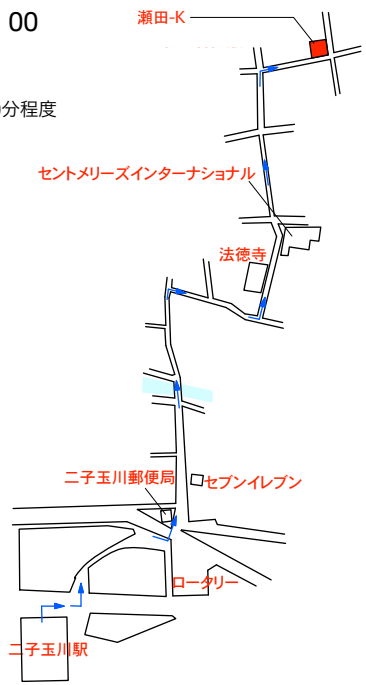 00
瀬田-K
分程度
セントメリーズインターナショナル
法徳寺
二子玉川郵便局
セブンイレブン
ロータリー
二子玉川駅